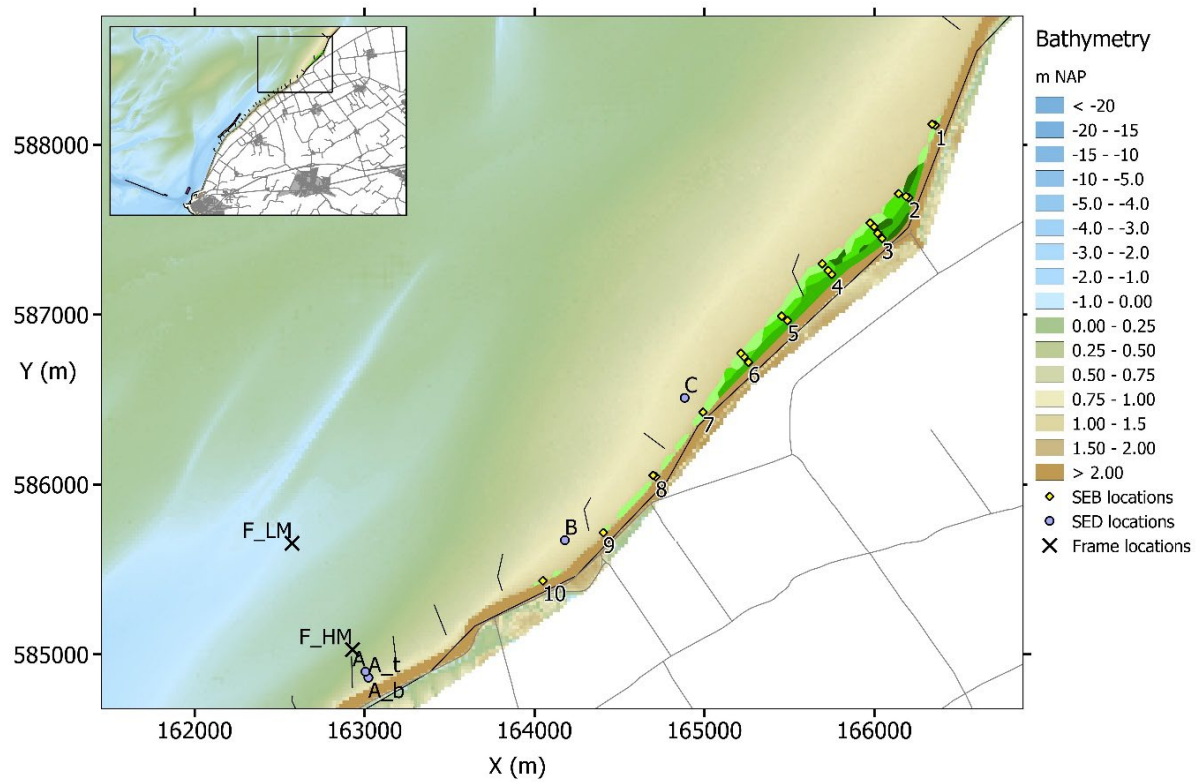 Bathymetry
m NAP
< -20
-20 - -15
-15 - -10
-10 - -5.0
-5.0 - -4.0
-4.0 - -3.0
-3.0 - -2.0
-2.0 - -1.0
-1.0 - 0.00
0.00 - 0.25
0.25 - 0.50
0.50 - 0.75
0.75 - 1.00
1.00 - 1.5
1.50 - 2.00
> 2.00
SEB locations
SED locations
Frame locations
588000
587000
Y (m)
586000
585000
1
2
3
4
5
6
C
7
8
F_LM
B
9
10
F_HM
A
A_t
A_b
162000
163000
164000
165000
166000
X (m)